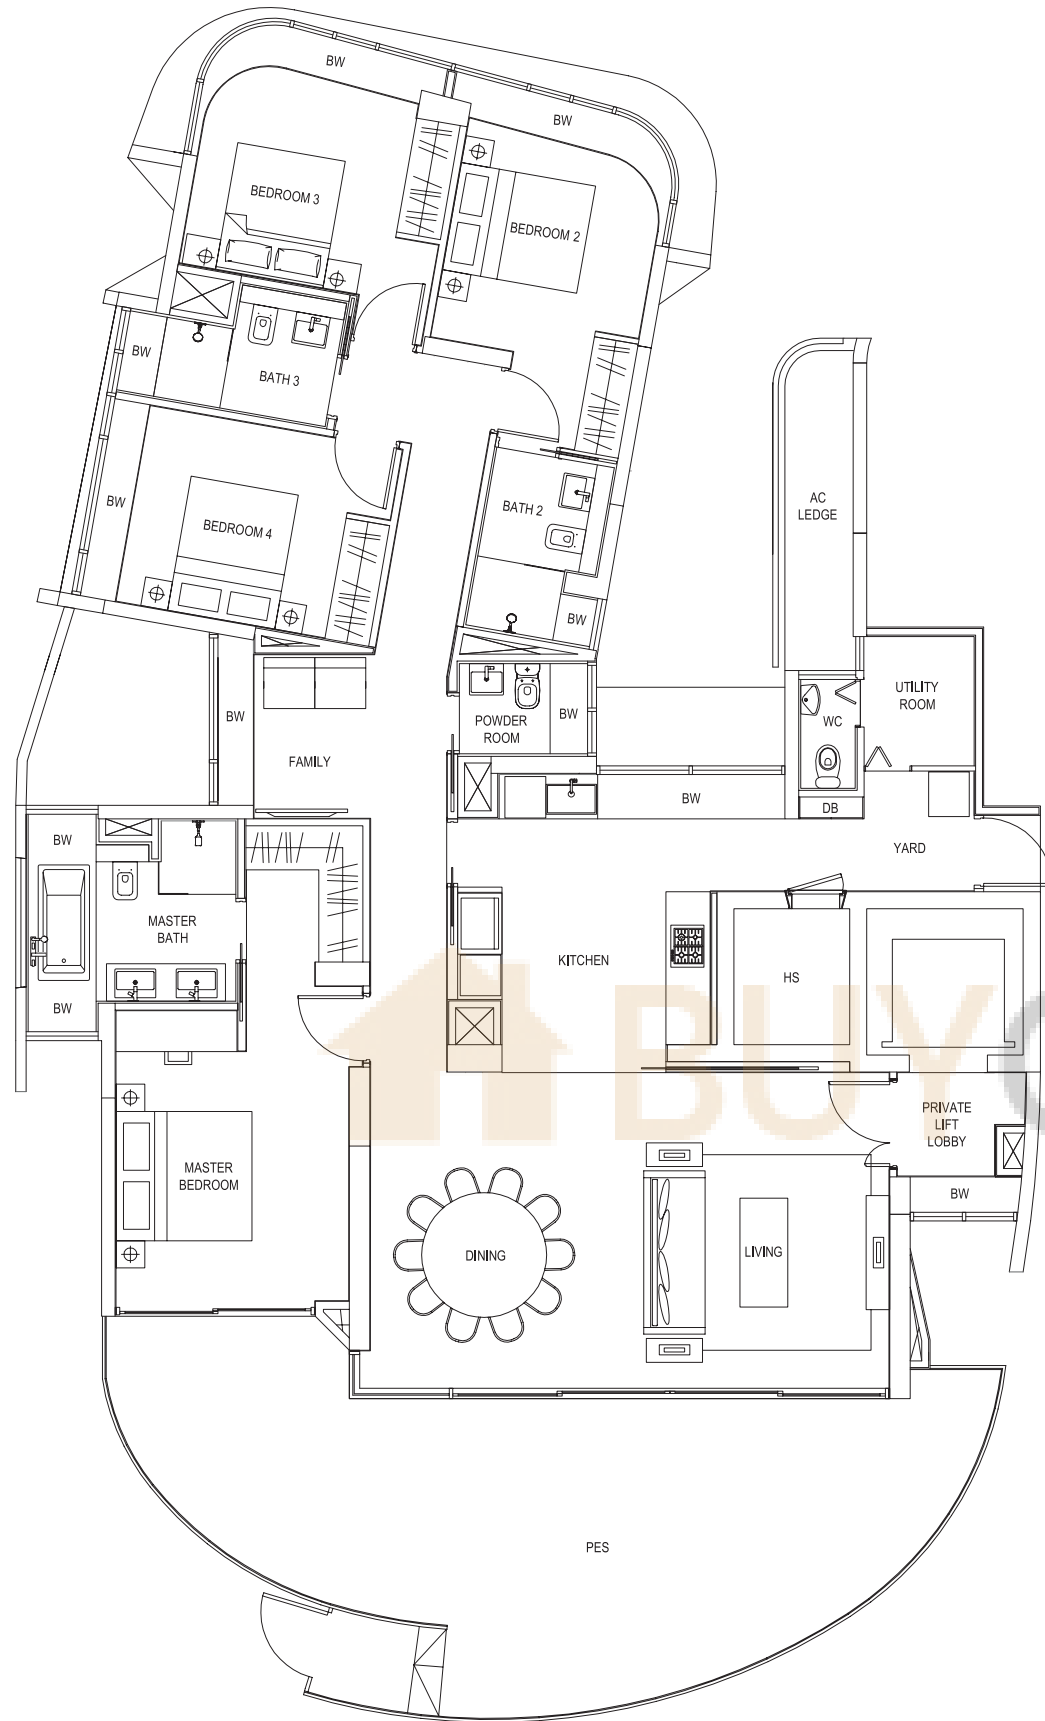 BW
BW
BEDROOM 3
BEDROOM 2
BW
BATH 3
BW
BEDROOM 4
BATH 2
AC
LEDGE
BW
UTILITY
ROOM
BW
POWDER
ROOM
BW
WC
FAMILY
BW
DB
BW
YARD
MASTER
BATH
KITCHEN
HS
BW
BUY
PRIVATE
LIFT
LOBBY
MASTER
BEDROOM
BW
DINING
LIVING
PES